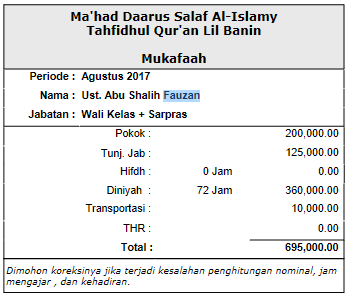 Ma'had Daarus Salaf Al-Islamy
Tahfidhul Qur'an Lil Banin
Mukafaah
Periode : Agustus 2017
Nama : Ust. Abu Shalih Fauzan
Jabatan : Wali Kelas + Sarpras
Pokok : 200,000.00
Tunj. Jab : 125,000.00
Hifdh : 0 Jam 0.00
Diniyah : 72 Jam 360,000.00
Transportasi : 10,000.00
THR : 0.00
Total : 695,000.00
Dimohon koreksinya jika terjadi kesalahan penghitungan nominal, jam
mengajar , dan kehadiran.